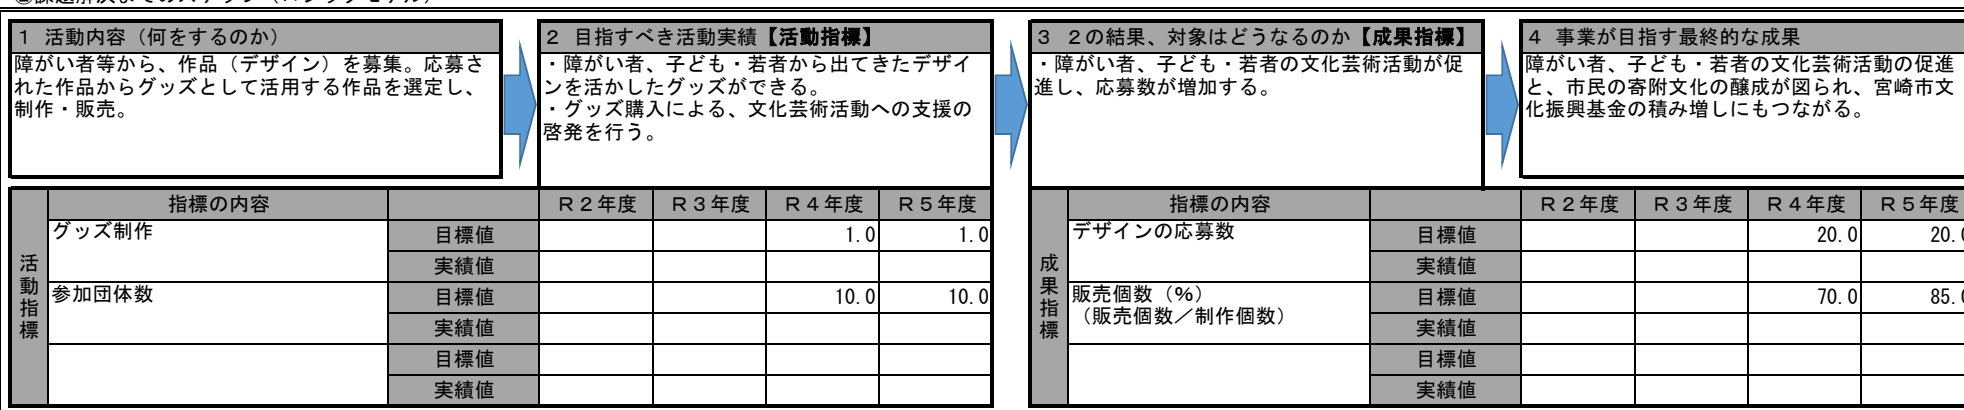 1 活動内容（何をするのか）
障がい者等から、作品（デザイン）を募集。応募さ
れた作品からグッズとして活用する作品を選定し、
制作・販売。
2 目指すべき活動実績【活動指標】
・障がい者、子ども・若者から出てきたデザイ
ンを活かしたグッズができる。
・グッズ購入による、文化芸術活動への支援の
啓発を行う。
3 2の結果、対象はどうなるのか【成果指標】
・障がい者、子ども・若者の文化芸術活動が促
進し、応募数が増加する。
4 事業が目指す最終的な成果
障がい者、子ども・若者の文化芸術活動の促進
と、市民の寄附文化の醸成が図られ、宮崎市文
化振興基金の積み増しにもつながる。
活動指標
指標の内容 R2年度 R3年度 R4年度 R5年度
グッズ制作 目標値 1.0 1.0
実績値
参加団体数 目標値 10.0 10.0
実績値
目標値
実績値
成果指標
指標の内容 R2年度 R3年度 R4年度 R5年度
デザインの応募数 目標値 20.0 20.0
実績値
販売個数（%） 目標値 70.0 85.0
（販売個数／制作個数） 実績値
目標値
実績値